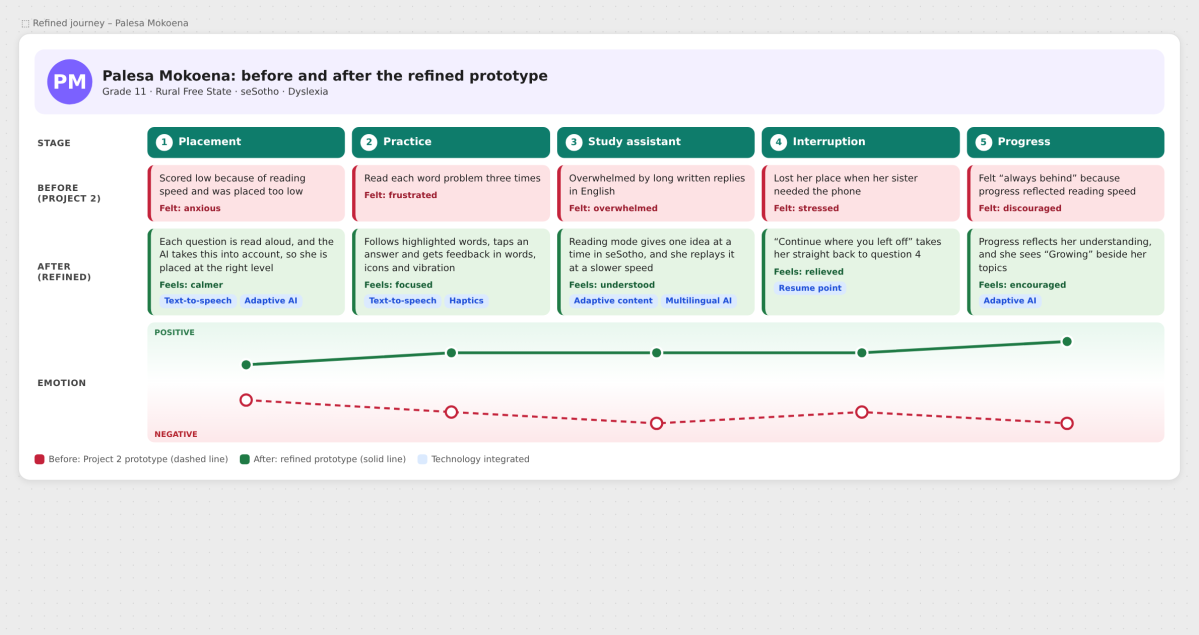 Refined journey – Palesa Mokoena
PM
Palesa Mokoena: before and after the refined prototype
Grade 11 · Rural Free State · seSotho · Dyslexia
STAGE
1 Placement
2 Practice
3 Study assistant
4 Interruption
5 Progress
BEFORE
(PROJECT 2)
Scored low because of reading
speed and was placed too low
Felt: anxious
Read each word problem three times
Felt: frustrated
Overwhelmed by long written replies
in English
Felt: overwhelmed
Lost her place when her sister
needed the phone
Felt: stressed
Felt “always behind” because
progress reflected reading speed
Felt: discouraged
AFTER
(REFINED)
Each question is read aloud, and the
AI takes this into account, so she is
placed at the right level
Feels: calmer
Text-to-speech Adaptive AI
Follows highlighted words, taps an
answer and gets feedback in words,
icons and vibration
Feels: focused
Text-to-speech Haptics
Reading mode gives one idea at a
time in seSotho, and she replays it
at a slower speed
Feels: understood
Adaptive content Multilingual AI
“Continue where you left off” takes
her straight back to question 4
Feels: relieved
Resume point
Progress reflects her understanding,
and she sees “Growing” beside her
topics
Feels: encouraged
Adaptive AI
EMOTION
POSITIVE
NEGATIVE
Before: Project 2 prototype (dashed line)
After: refined prototype (solid line)
Technology integrated